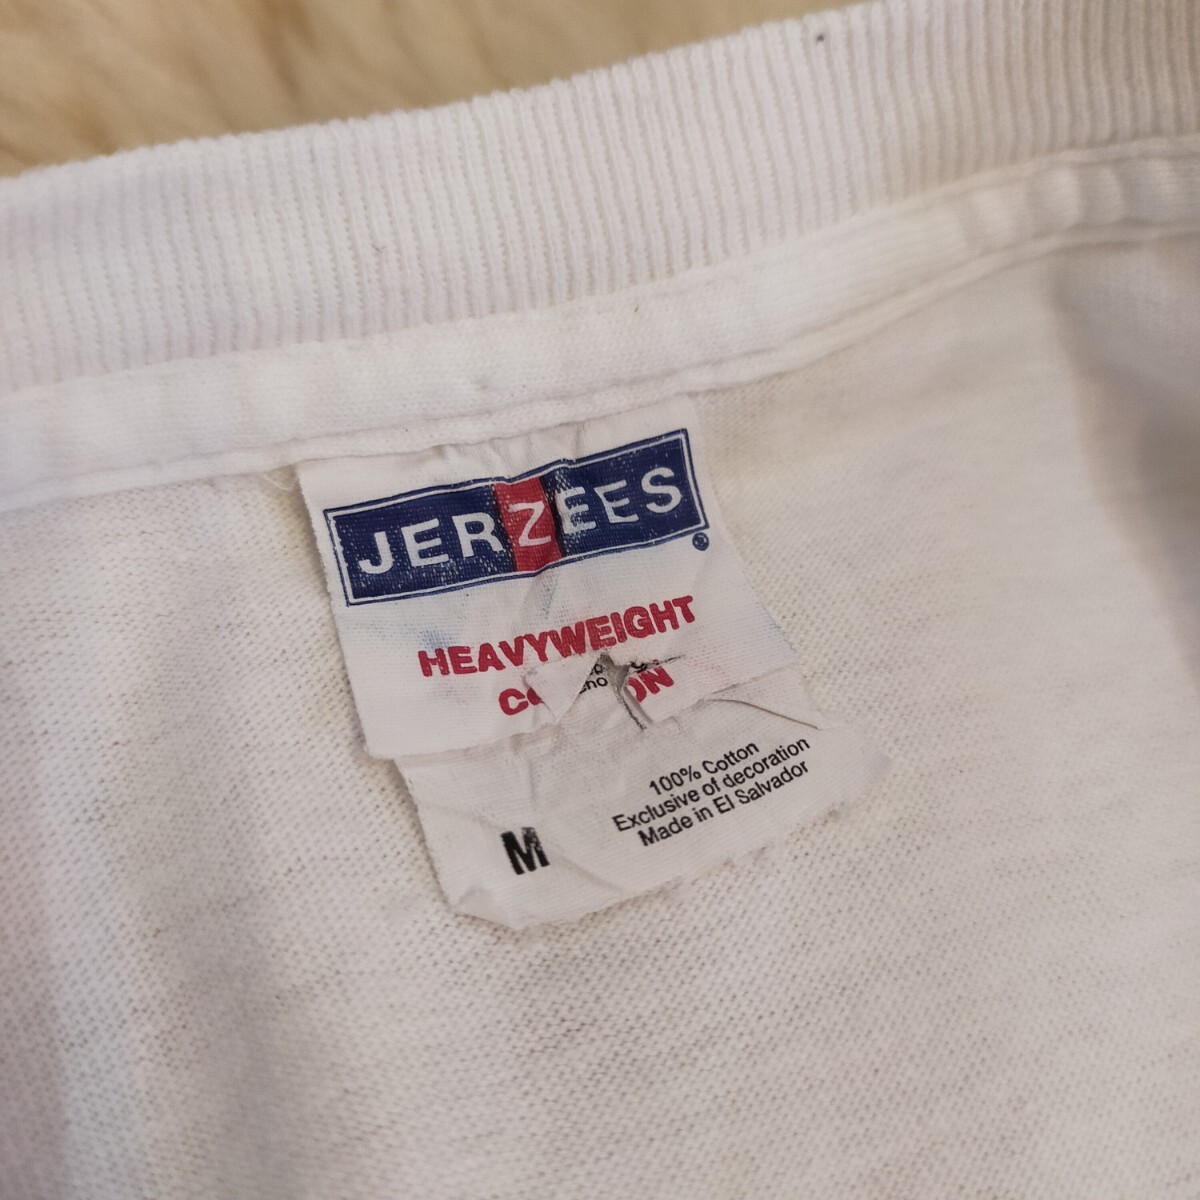 JERZEES
®
HEAVYWEIGHT
100% Cotton
Exclusive of decoration
Made in El Salvador
M